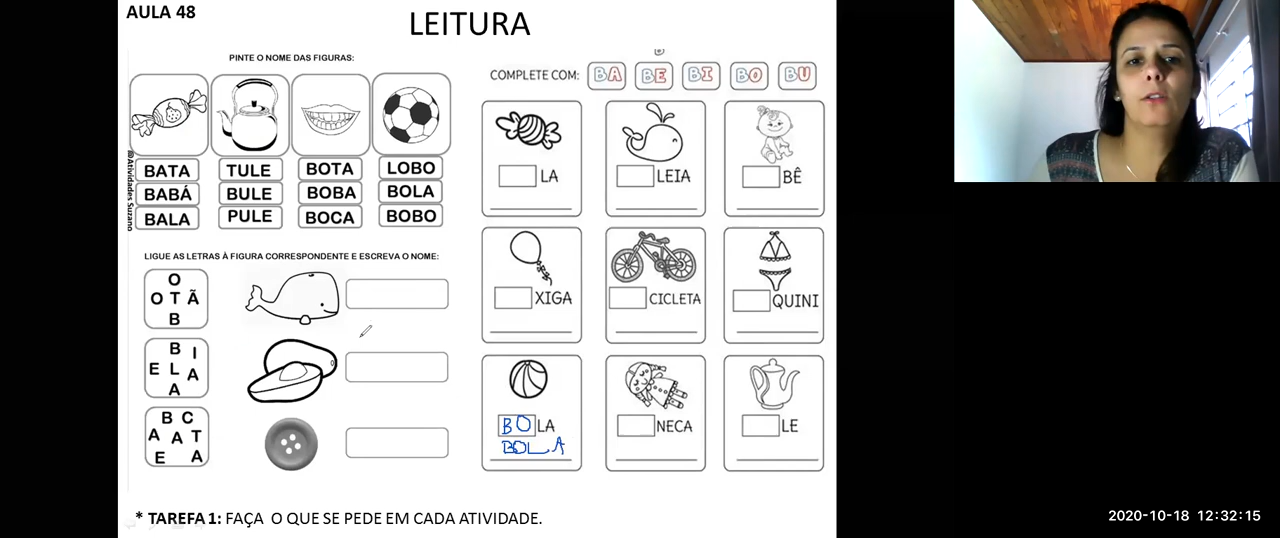 AULA 48
LEITURA
PINTE O NOME DAS FIGURAS:
BATA TULE BOTA LOBO
BABÁ BULE BOBA BOLA
BALA PULE BOCA BOBO
@Atividades Suzano
LIGUE AS LETRAS À FIGURA CORRESPONDENTE E ESCREVA O NOME:
O
O T Ã
B
B I
E L A
A
B C
A A T
E A
COMPLETE COM: BA BE BI BO BU
LA LEIA BÊ
XIGA CICLETA QUINI
BOLA NECA LE
BOLA
* TAREFA 1: FAÇA O QUE SE PEDE EM CADA ATIVIDADE.
2020-10-18 12:32:15